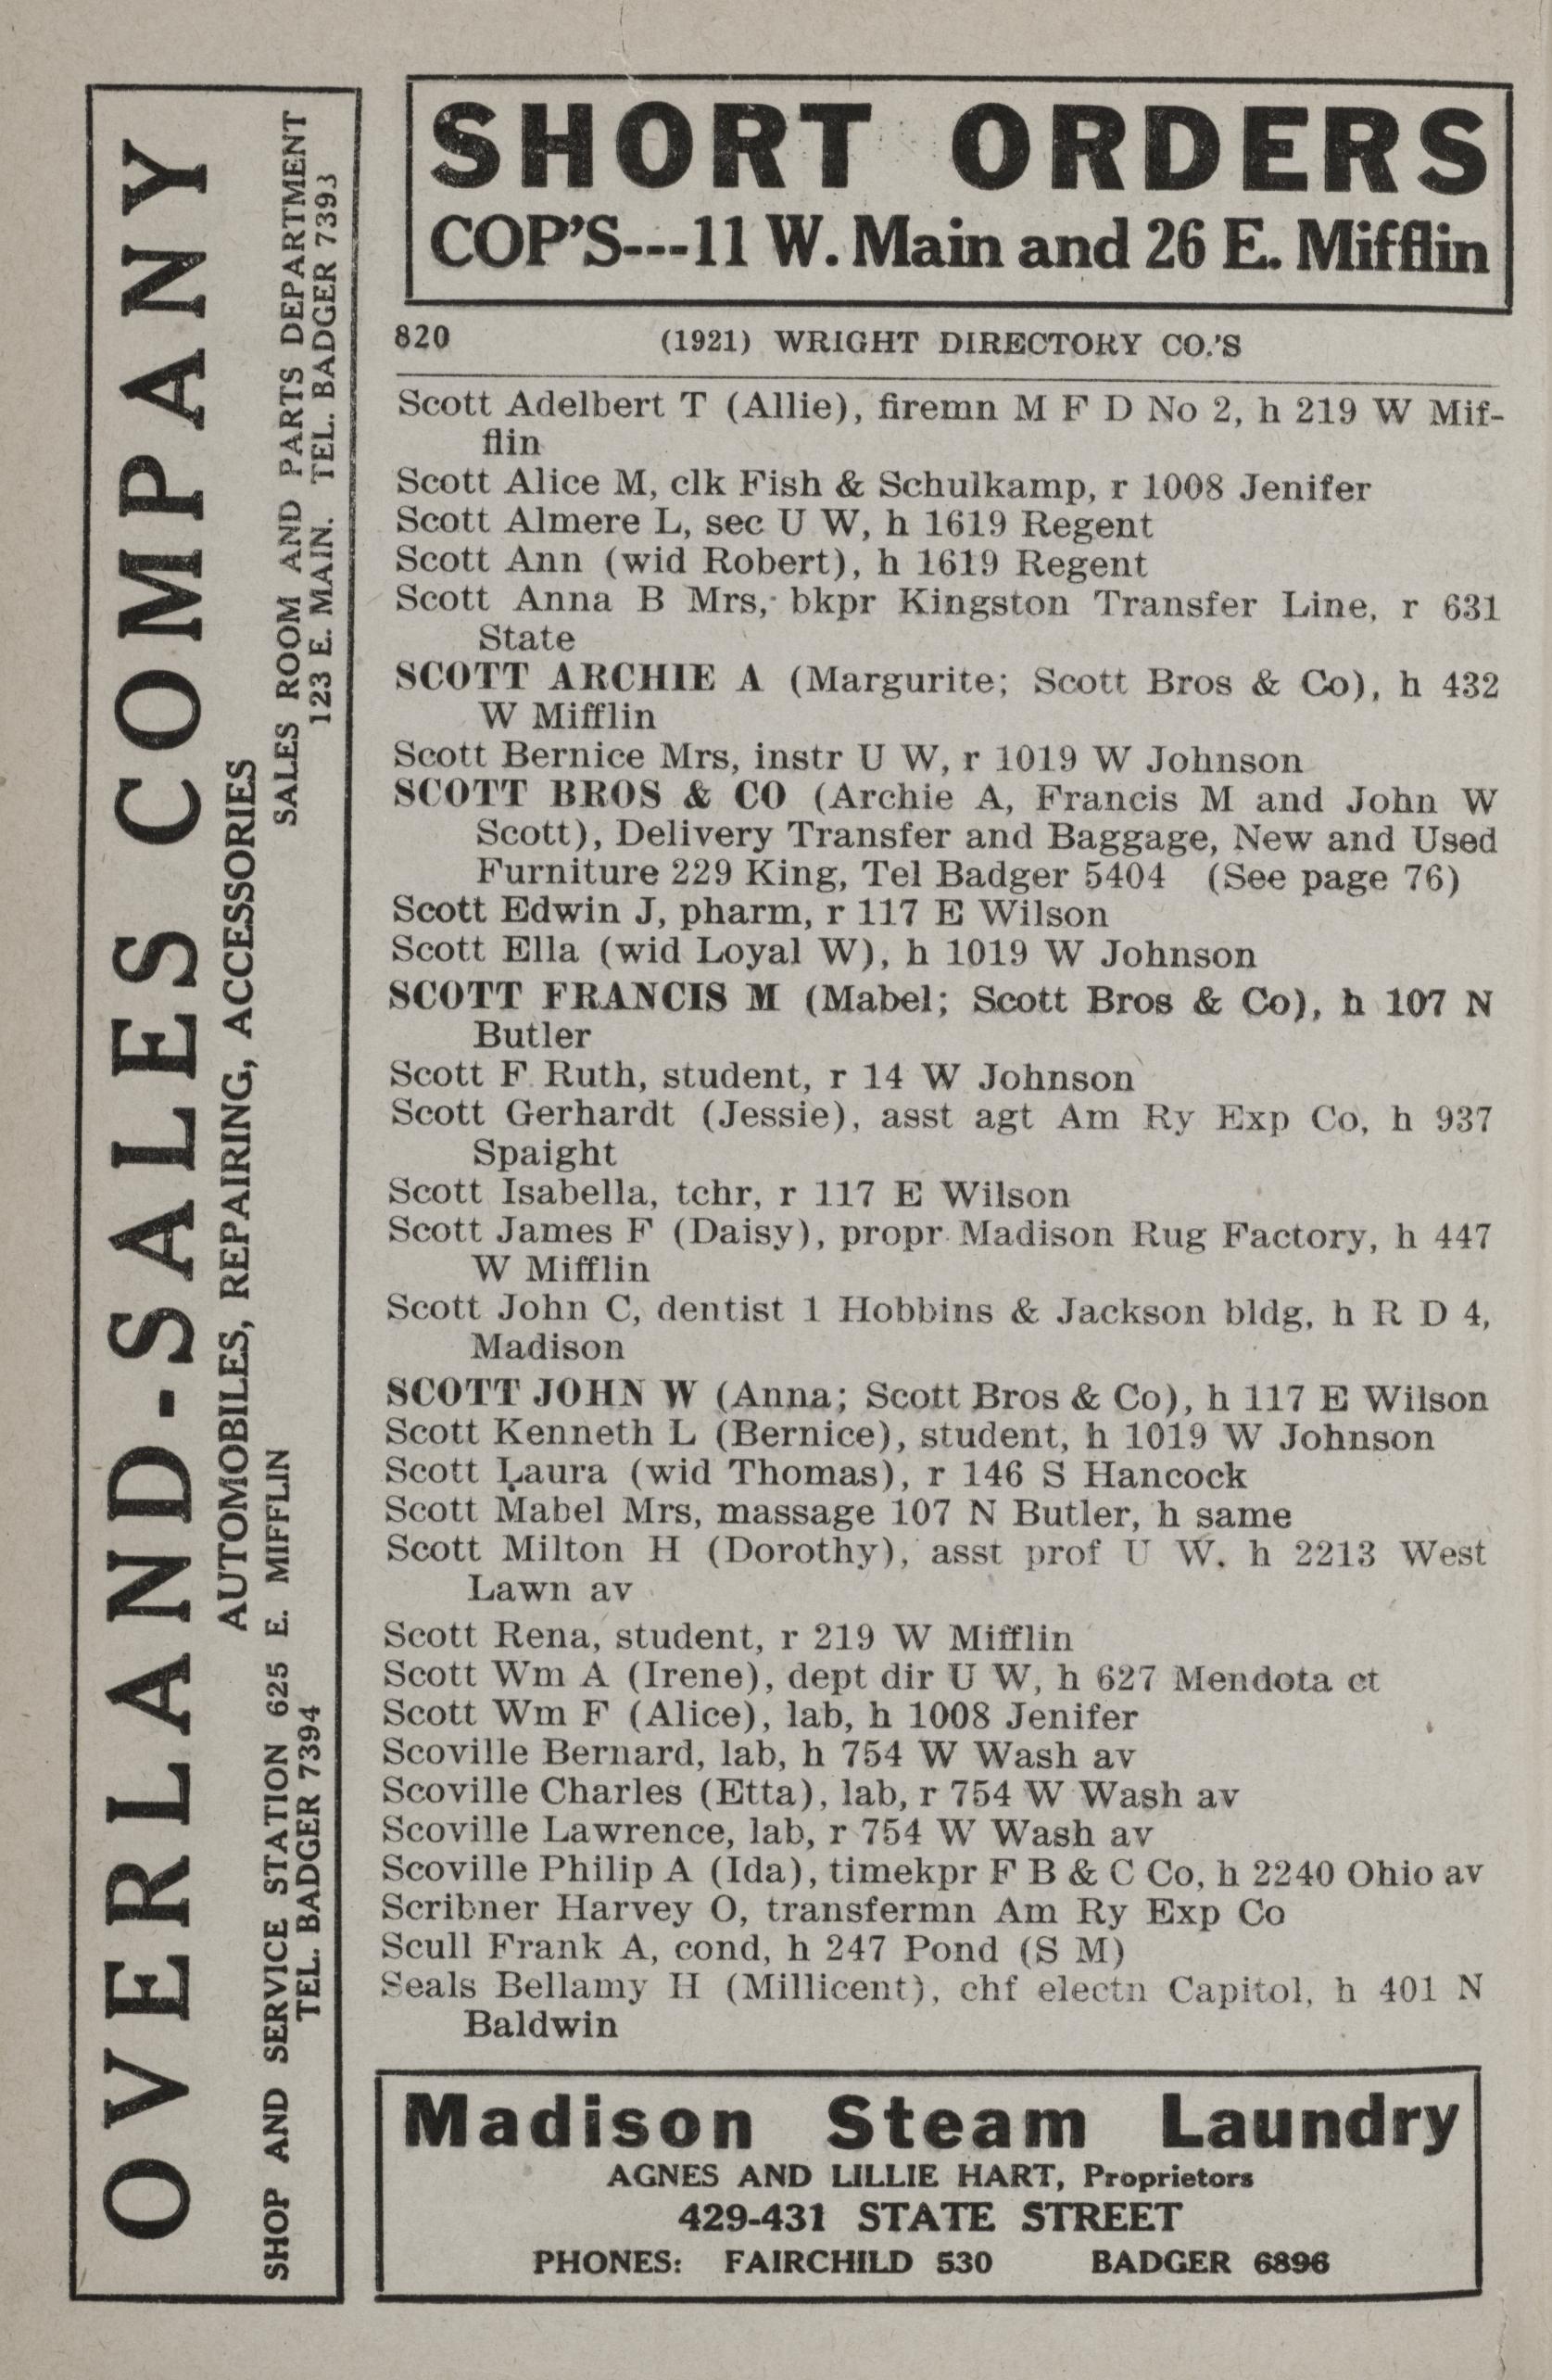 SHORT ORDERS
COP'S---11 W. Main and 26 E. Mifflin
820 (1921) WRIGHT DIRECTORY CO.'S
Scott Adelbert T (Allie), firemn M F D No 2, h 219 W Mif-
flin
Scott Alice M, clk Fish & Schulkamp, r 1008 Jenifer
Scott Almere L, sec U W, h 1619 Regent
Scott Ann (wid Robert), h 1619 Regent
Scott Anna B Mrs, bkpr Kingston Transfer Line, r 631
State
SCOTT ARCHIE A (Margurite; Scott Bros & Co), h 432
W Mifflin
Scott Bernice Mrs, instr U W, r 1019 W Johnson
SCOTT BROS & CO (Archie A, Francis M and John W
Scott), Delivery Transfer and Baggage, New and Used
Furniture 229 King, Tel Badger 5404 (See page 76)
Scott Edwin J, pharm, r 117 E Wilson
Scott Ella (wid Loyal W), h 1019 W Johnson
SCOTT FRANCIS M (Mabel; Scott Bros & Co), h 107 N
Butler
Scott F Ruth, student, r 14 W Johnson
Scott Gerhardt (Jessie), asst agt Am Ry Exp Co, h 937
Spaight
Scott Isabella, tchr, r 117 E Wilson
Scott James F (Daisy), propr Madison Rug Factory, h 447
W Mifflin
Scott John C, dentist 1 Hobbins & Jackson bldg, h R D 4,
Madison
SCOTT JOHN W (Anna; Scott Bros & Co), h 117 E Wilson
Scott Kenneth L (Bernice), student, h 1019 W Johnson
Scott Laura (wid Thomas), r 146 S Hancock
Scott Mabel Mrs, massage 107 N Butler, h same
Scott Milton H (Dorothy), asst prof U W. h 2213 West
Lawn av
Scott Rena, student, r 219 W Mifflin
Scott Wm A (Irene), dept dir U W, h 627 Mendota ct
Scott Wm F (Alice), lab, h 1008 Jenifer
Scoville Bernard, lab, h 754 W Wash av
Scoville Charles (Etta), lab, r 754 W Wash av
Scoville Lawrence, lab, r 754 W Wash av
Scoville Philip A (Ida), timekpr F B & C Co, h 2240 Ohio av
Scribner Harvey O, transfermn Am Ry Exp Co
Scull Frank A, cond, h 247 Pond (S M)
Seals Bellamy H (Millicent), chf electn Capitol, h 401 N
Baldwin
Madison Steam Laundry
AGNES AND LILLIE HART, Proprietors
429-431 STATE STREET
PHONES: FAIRCHILD 530 BADGER 6896
OVERLAND-SALES COMPANY
AUTOMOBILES, REPAIRING, ACCESSORIES
SHOP AND SERVICE STATION 625 E. MIFFLIN
TEL. BADGER 7394
SALES ROOM AND PARTS DEPARTMENT
123 E. MAIN. TEL. BADGER 7393